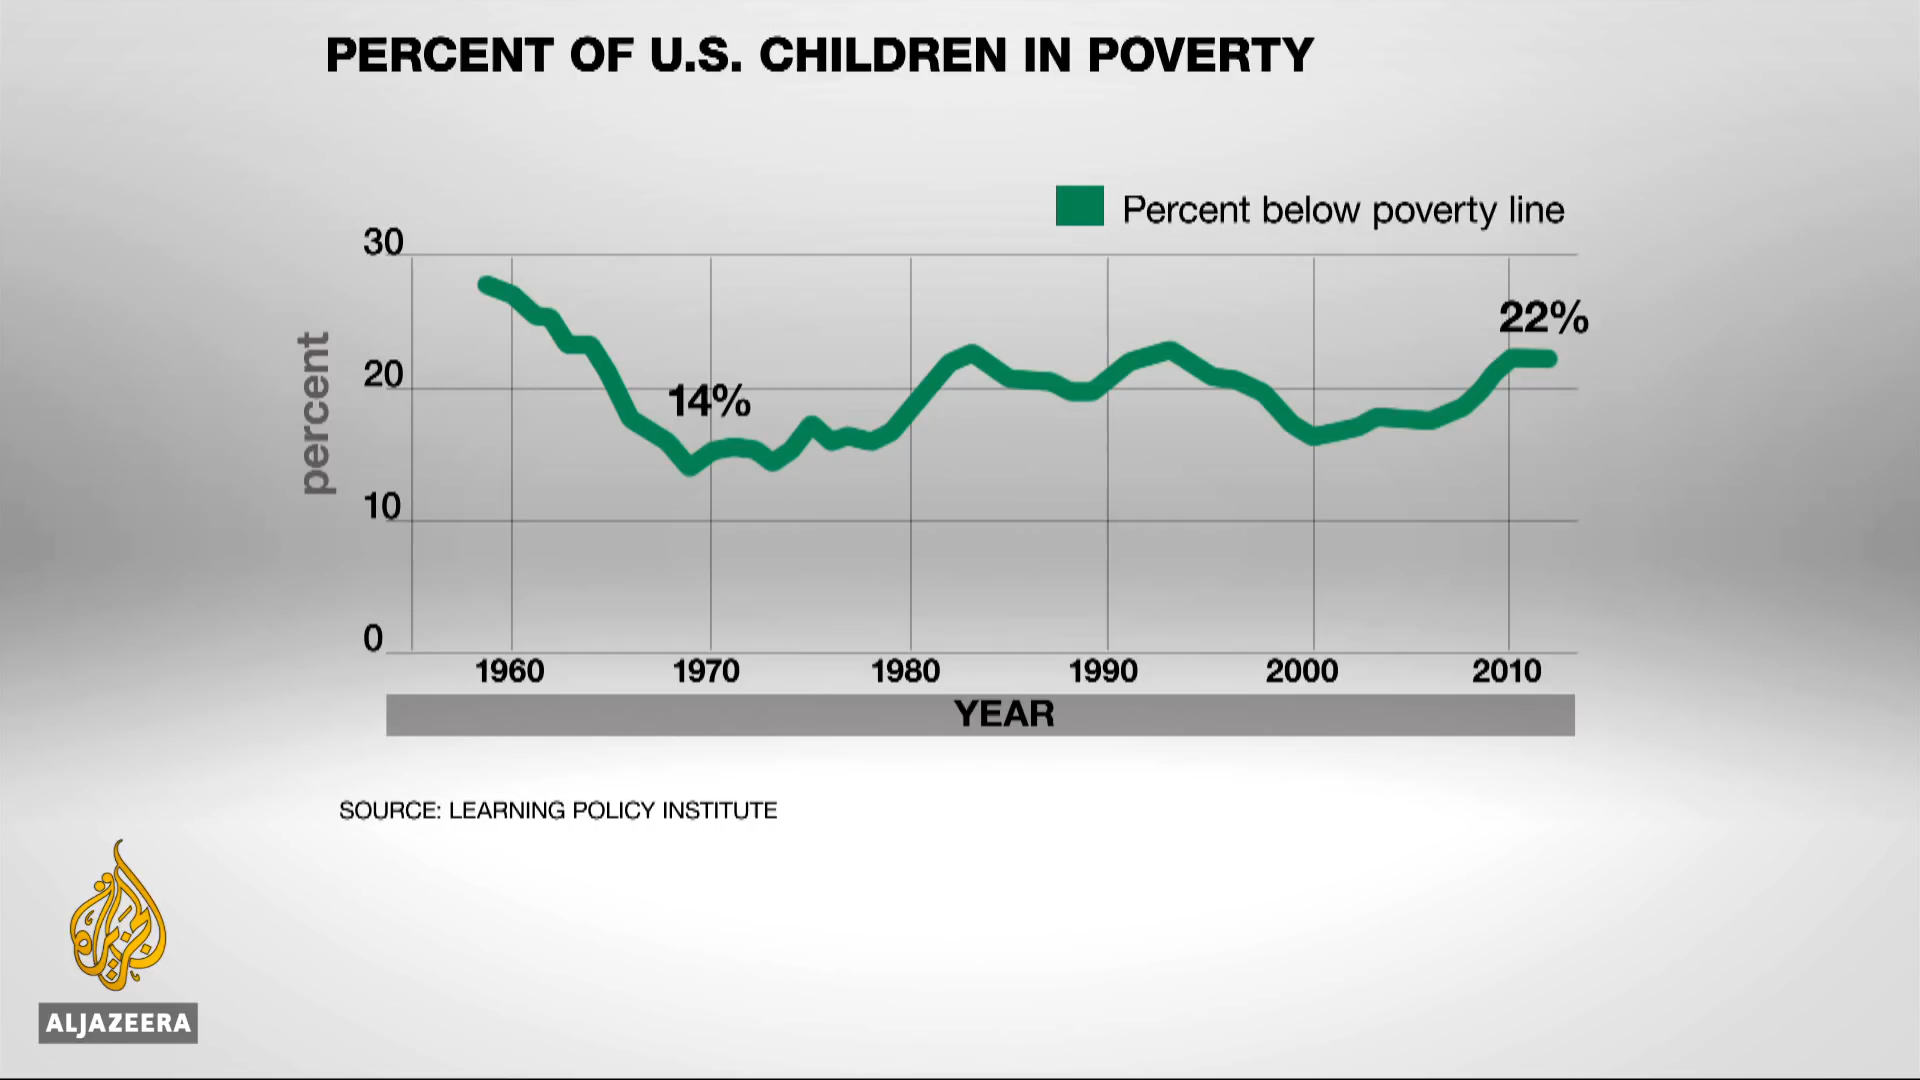 PERCENT OF U.S. CHILDREN IN POVERTY
Percent below poverty line
30
22%
percent
20
14%
10
0
1960 1970 1980 1990 2000 2010
YEAR
SOURCE: LEARNING POLICY INSTITUTE
الجزيرة
ALJAZEERA